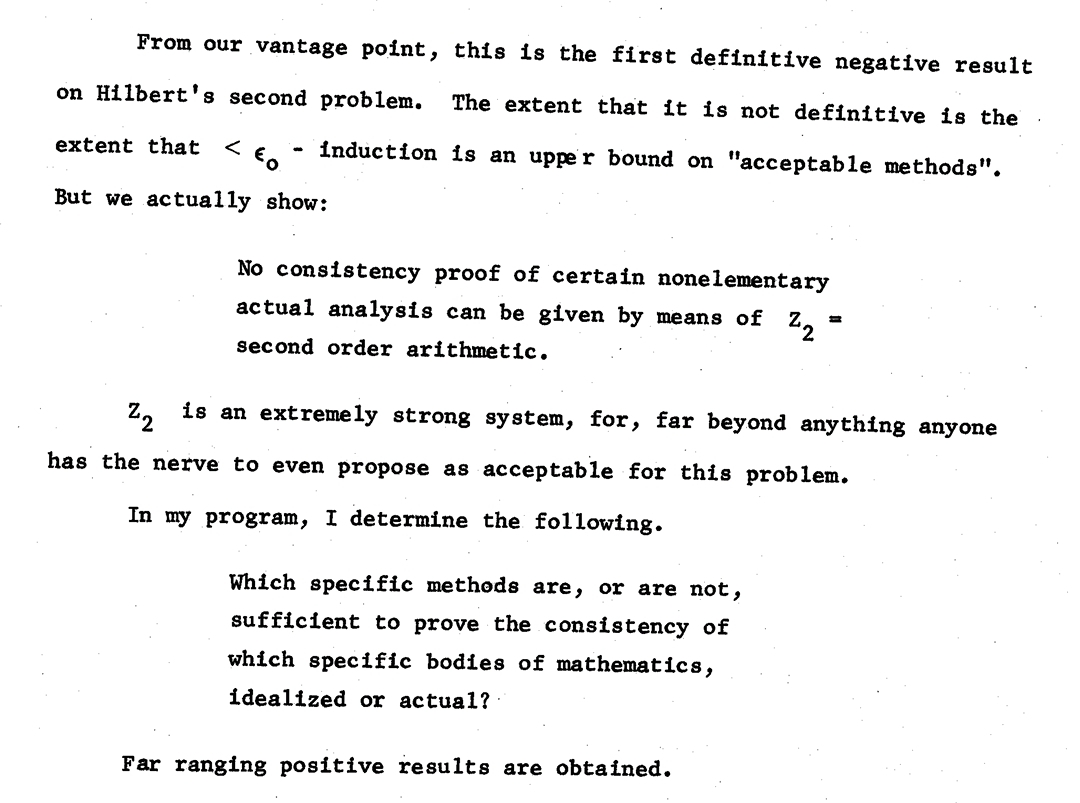 From our vantage point, this is the first definitive negative result
on Hilbert's second problem. The extent that it is not definitive is the
extent that < ϵ₀ - induction is an upper bound on "acceptable methods".
But we actually show:
No consistency proof of certain nonelementary
actual analysis can be given by means of Z₂ =
second order arithmetic.
Z₂ is an extremely strong system, for, far beyond anything anyone
has the nerve to even propose as acceptable for this problem.
In my program, I determine the following.
Which specific methods are, or are not,
sufficient to prove the consistency of
which specific bodies of mathematics,
idealized or actual?
Far ranging positive results are obtained.